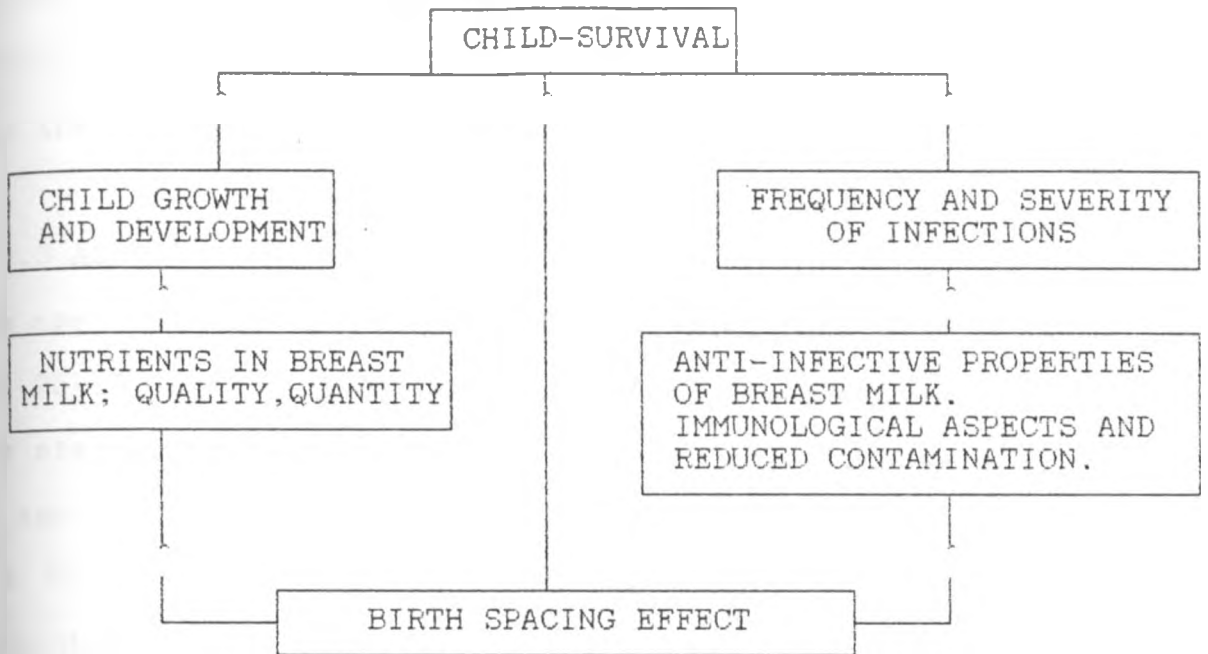 CHILD-SURVIVAL
CHILD GROWTH
AND DEVELOPMENT
FREQUENCY AND SEVERITY
OF INFECTIONS
NUTRIENTS IN BREAST
MILK; QUALITY,QUANTITY
ANTI-INFECTIVE PROPERTIES
OF BREAST MILK.
IMMUNOLOGICAL ASPECTS AND
REDUCED CONTAMINATION.
BIRTH SPACING EFFECT